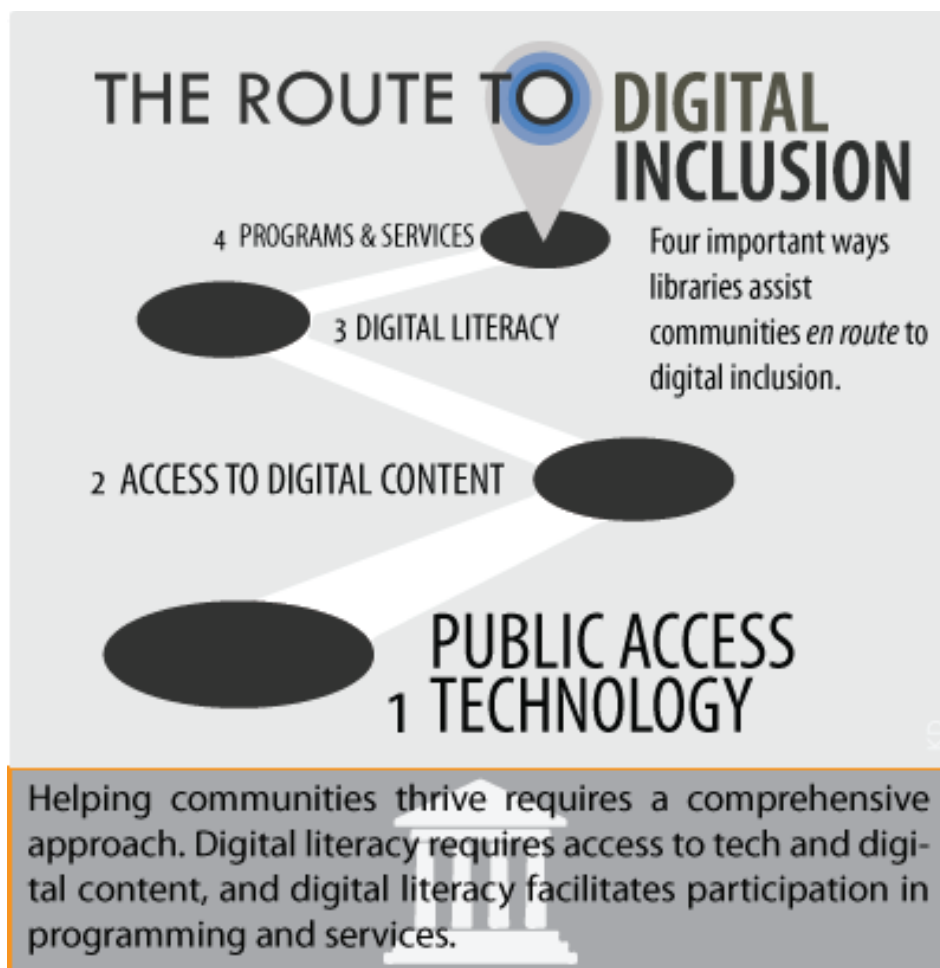 THE ROUTE TO DIGITAL
INCLUSION
Four important ways
libraries assist
communities en route to
digital inclusion.
4 PROGRAMS & SERVICES
3 DIGITAL LITERACY
2 ACCESS TO DIGITAL CONTENT
PUBLIC ACCESS
1 TECHNOLOGY
KD
Helping communities thrive requires a comprehensive
approach. Digital literacy requires access to tech and digi-
tal content, and digital literacy facilitates participation in
programming and services.